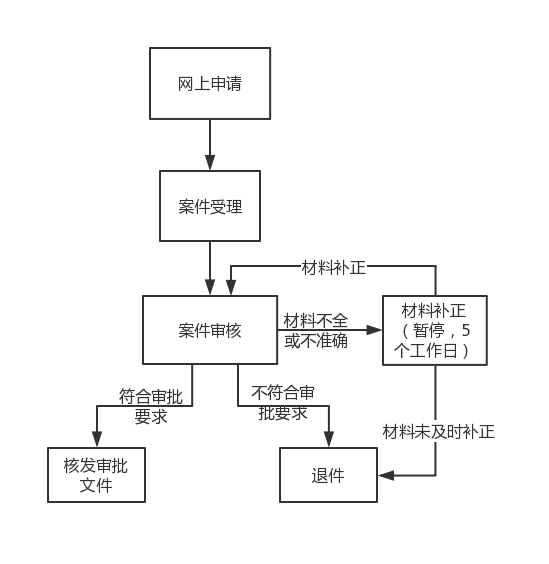 网上申请
案件受理
材料补正
案件审核
材料不全
或不准确
材料补正
（暂停，5
个工作日）
符合审批
要求
不符合审
批要求
材料未及时补正
核发审批
文件
退件